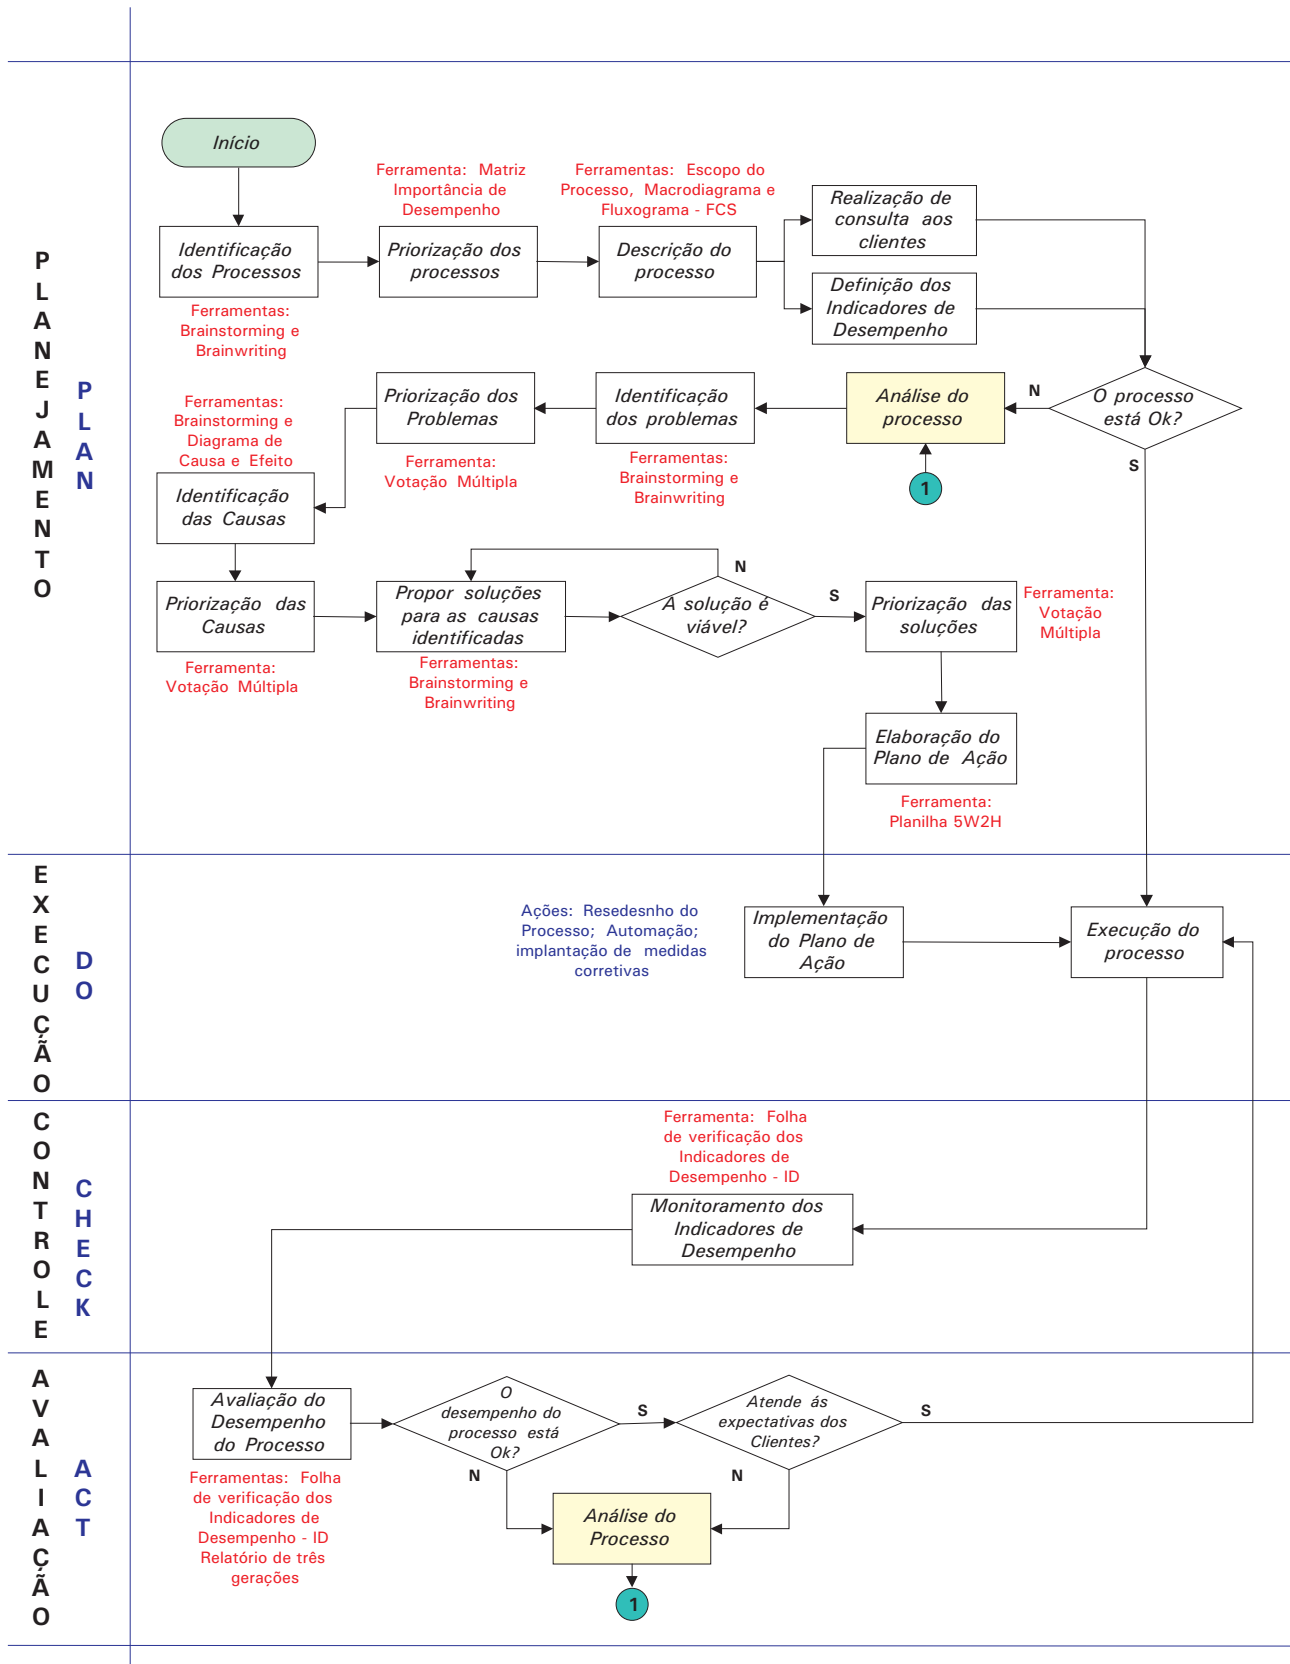 PLANEJAMENTO
PLAN
Início
Identificação
dos Processos
Ferramentas:
Brainstorming e
Brainwriting
Ferramenta: Matriz
Importância de
Desempenho
Priorização dos
processos
Ferramentas: Escopo do
Processo, Macrodiagrama e
Fluxograma - FCS
Descrição do
processo
Realização de
consulta aos
clientes
Definição dos
Indicadores de
Desempenho
O processo
está Ok?
N
S
Análise do
processo
1
Identificação
dos problemas
Ferramentas:
Brainstorming e
Brainwriting
Priorização dos
Problemas
Ferramenta:
Votação Múltipla
Ferramentas:
Brainstorming e
Diagrama de
Causa e Efeito
Identificação
das Causas
Priorização das
Causas
Ferramenta:
Votação Múltipla
Propor soluções
para as causas
identificadas
Ferramentas:
Brainstorming e
Brainwriting
A solução é
viável?
N
S
Priorização das
soluções
Ferramenta:
Votação
Múltipla
Elaboração do
Plano de Ação
Ferramenta:
Planilha 5W2H
EXECUÇÃO
DO
Ações: Resedesnho do
Processo; Automação;
implantação de medidas
corretivas
Implementação
do Plano de
Ação
Execução do
processo
CONTROLE
CHECK
Ferramenta: Folha
de verificação dos
Indicadores de
Desempenho - ID
Monitoramento dos
Indicadores de
Desempenho
AVALIAÇÃO
ACT
Avaliação do
Desempenho
do Processo
Ferramentas: Folha
de verificação dos
Indicadores de
Desempenho - ID
Relatório de três
gerações
O
desempenho do
processo está
Ok?
S
N
Atende ás
expectativas dos
Clientes?
S
N
Análise do
Processo
1